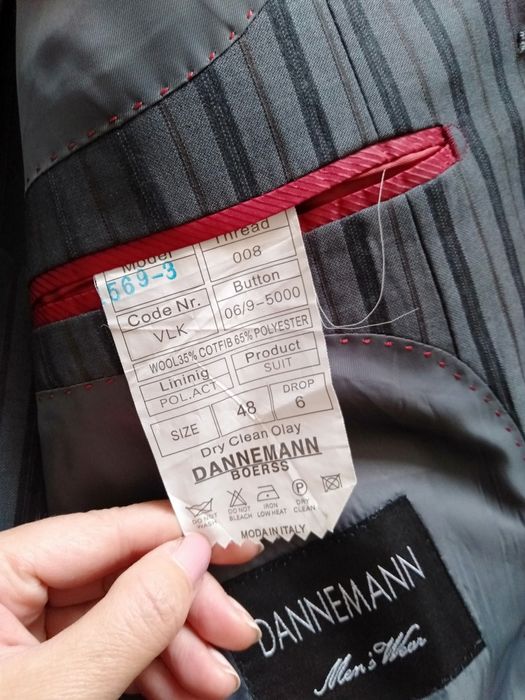 Model
569-3
Thread
008
Code Nr.
VLK
Button
06/9-5000
WOOL35% COTFIB 65% POLYESTER
Lininig
POL.ACT
Product
SUIT
SIZE
48
DROP
6
Dry Clean Olay
DANNEMANN
BOERSS
DO NOT
WASH
DO NOT
BLEACH
IRON
LOW HEAT
P
DRY
CLEAN
MODA IN ITALY
DANNEMANN
Men's Wear